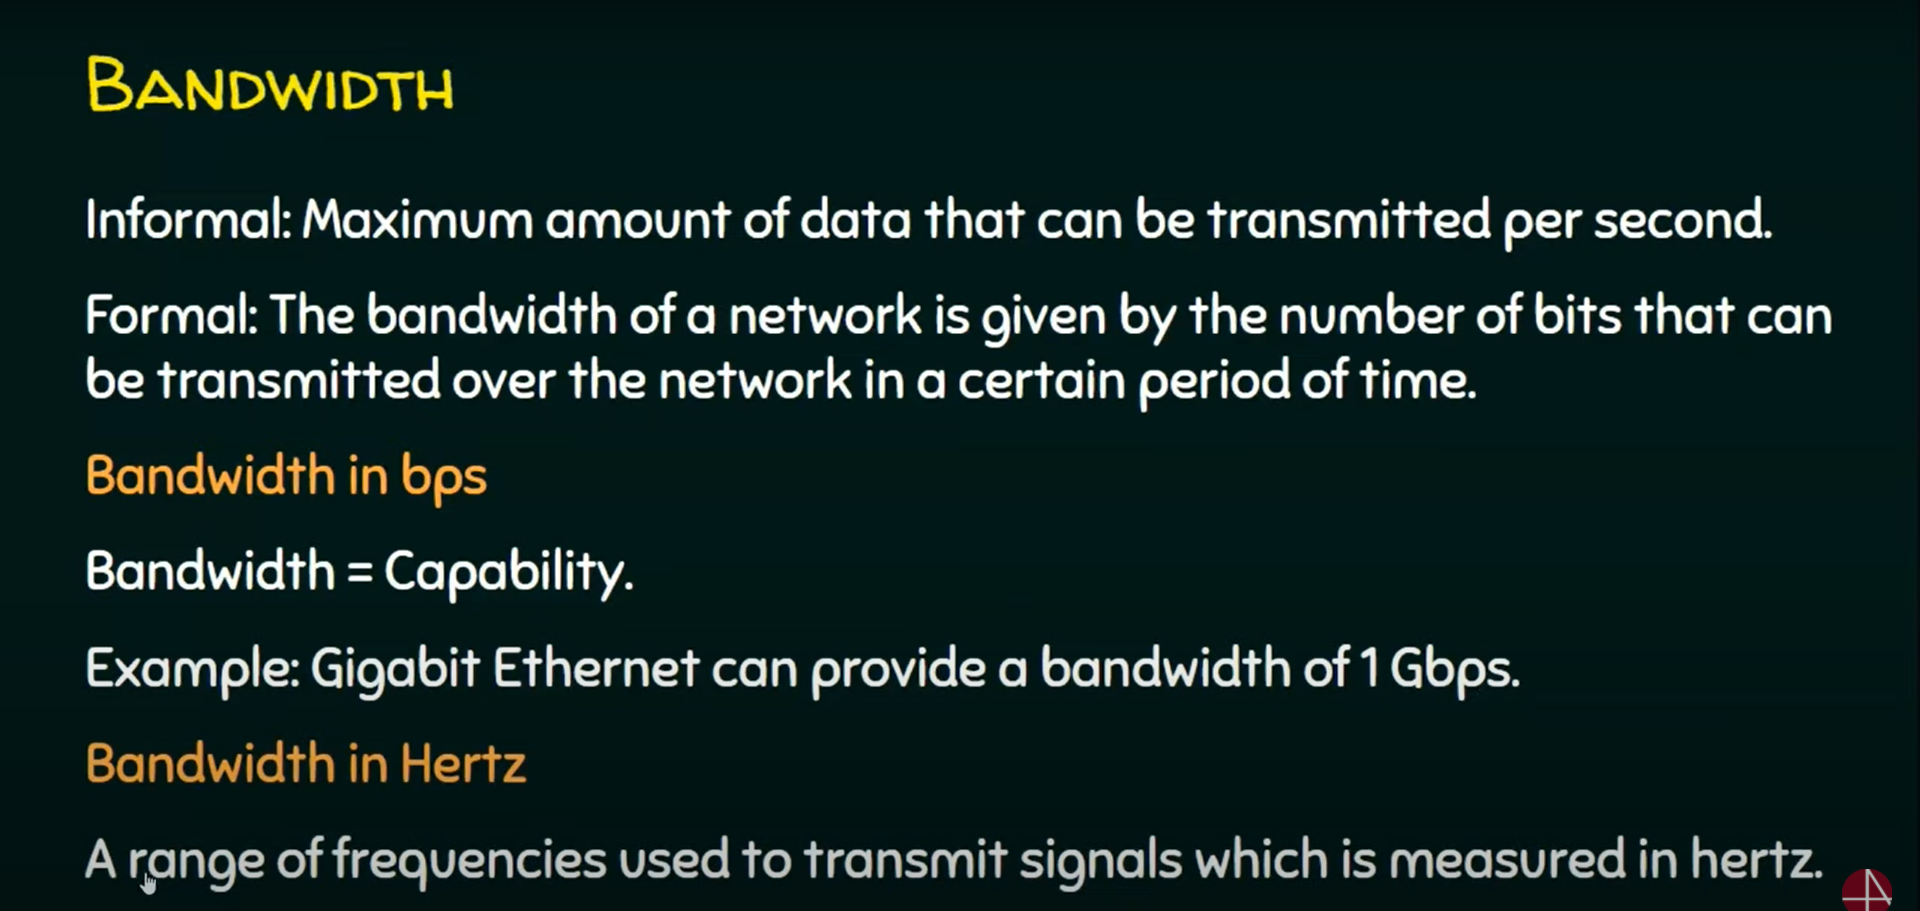 BANDWIDTH
Informal: Maximum amount of data that can be transmitted per second.
Formal: The bandwidth of a network is given by the number of bits that can
be transmitted over the network in a certain period of time.
Bandwidth in bps
Bandwidth = Capability.
Example: Gigabit Ethernet can provide a bandwidth of 1 Gbps.
Bandwidth in Hertz
A range of frequencies used to transmit signals which is measured in hertz.